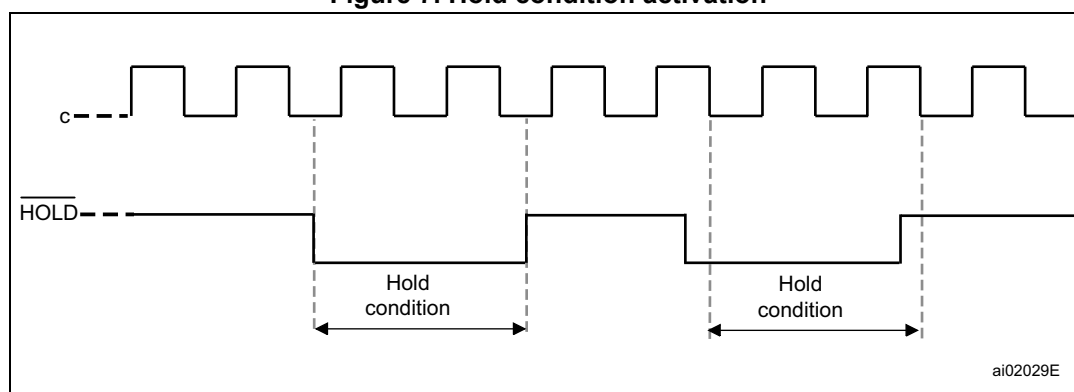 Figure 7. Hold condition activation
c
HOLD
Hold
condition
Hold
condition
ai02029E